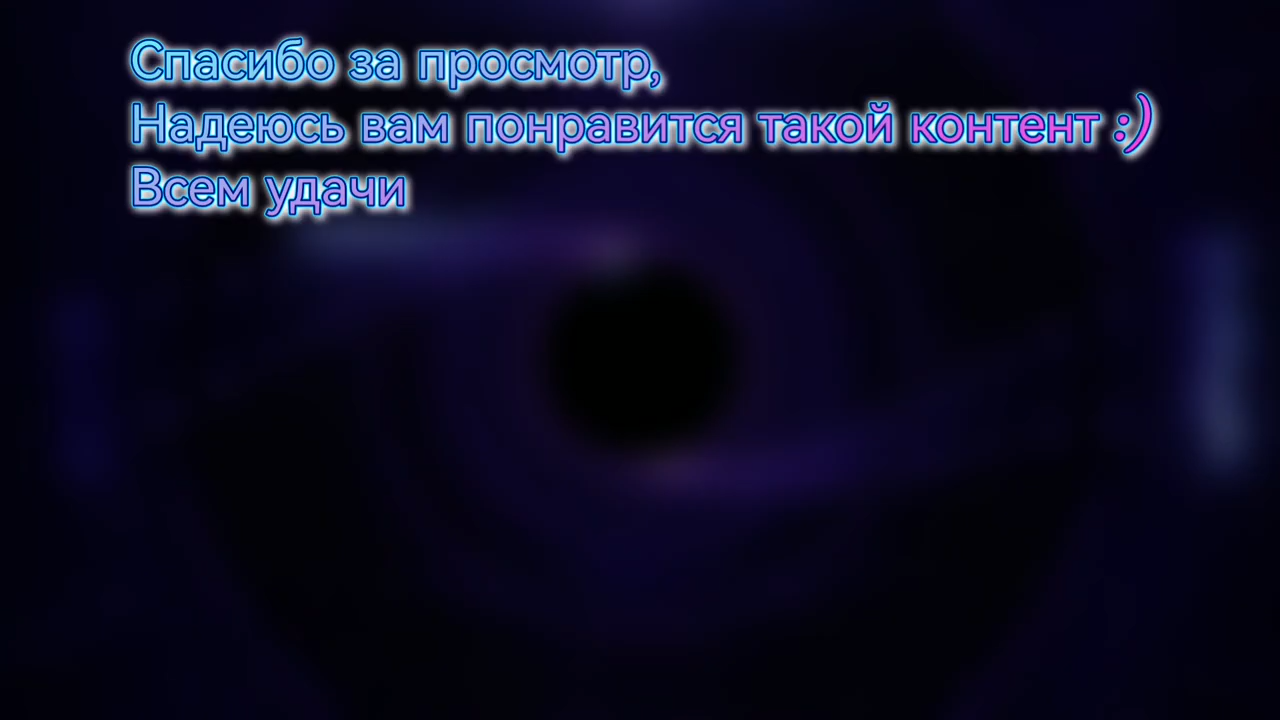 Спасибо за просмотр,
Надеюсь вам понравится такой контент :)
Всем удачи